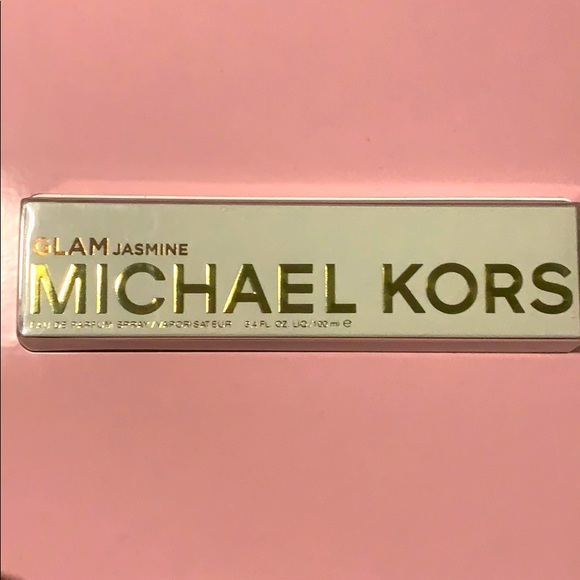 GLAM JASMINE
MICHAEL KORS
EAU DE PARFUM SPRAY/VAPORISATEUR 3.4 FL. OZ. LIQ./100 ml ℮